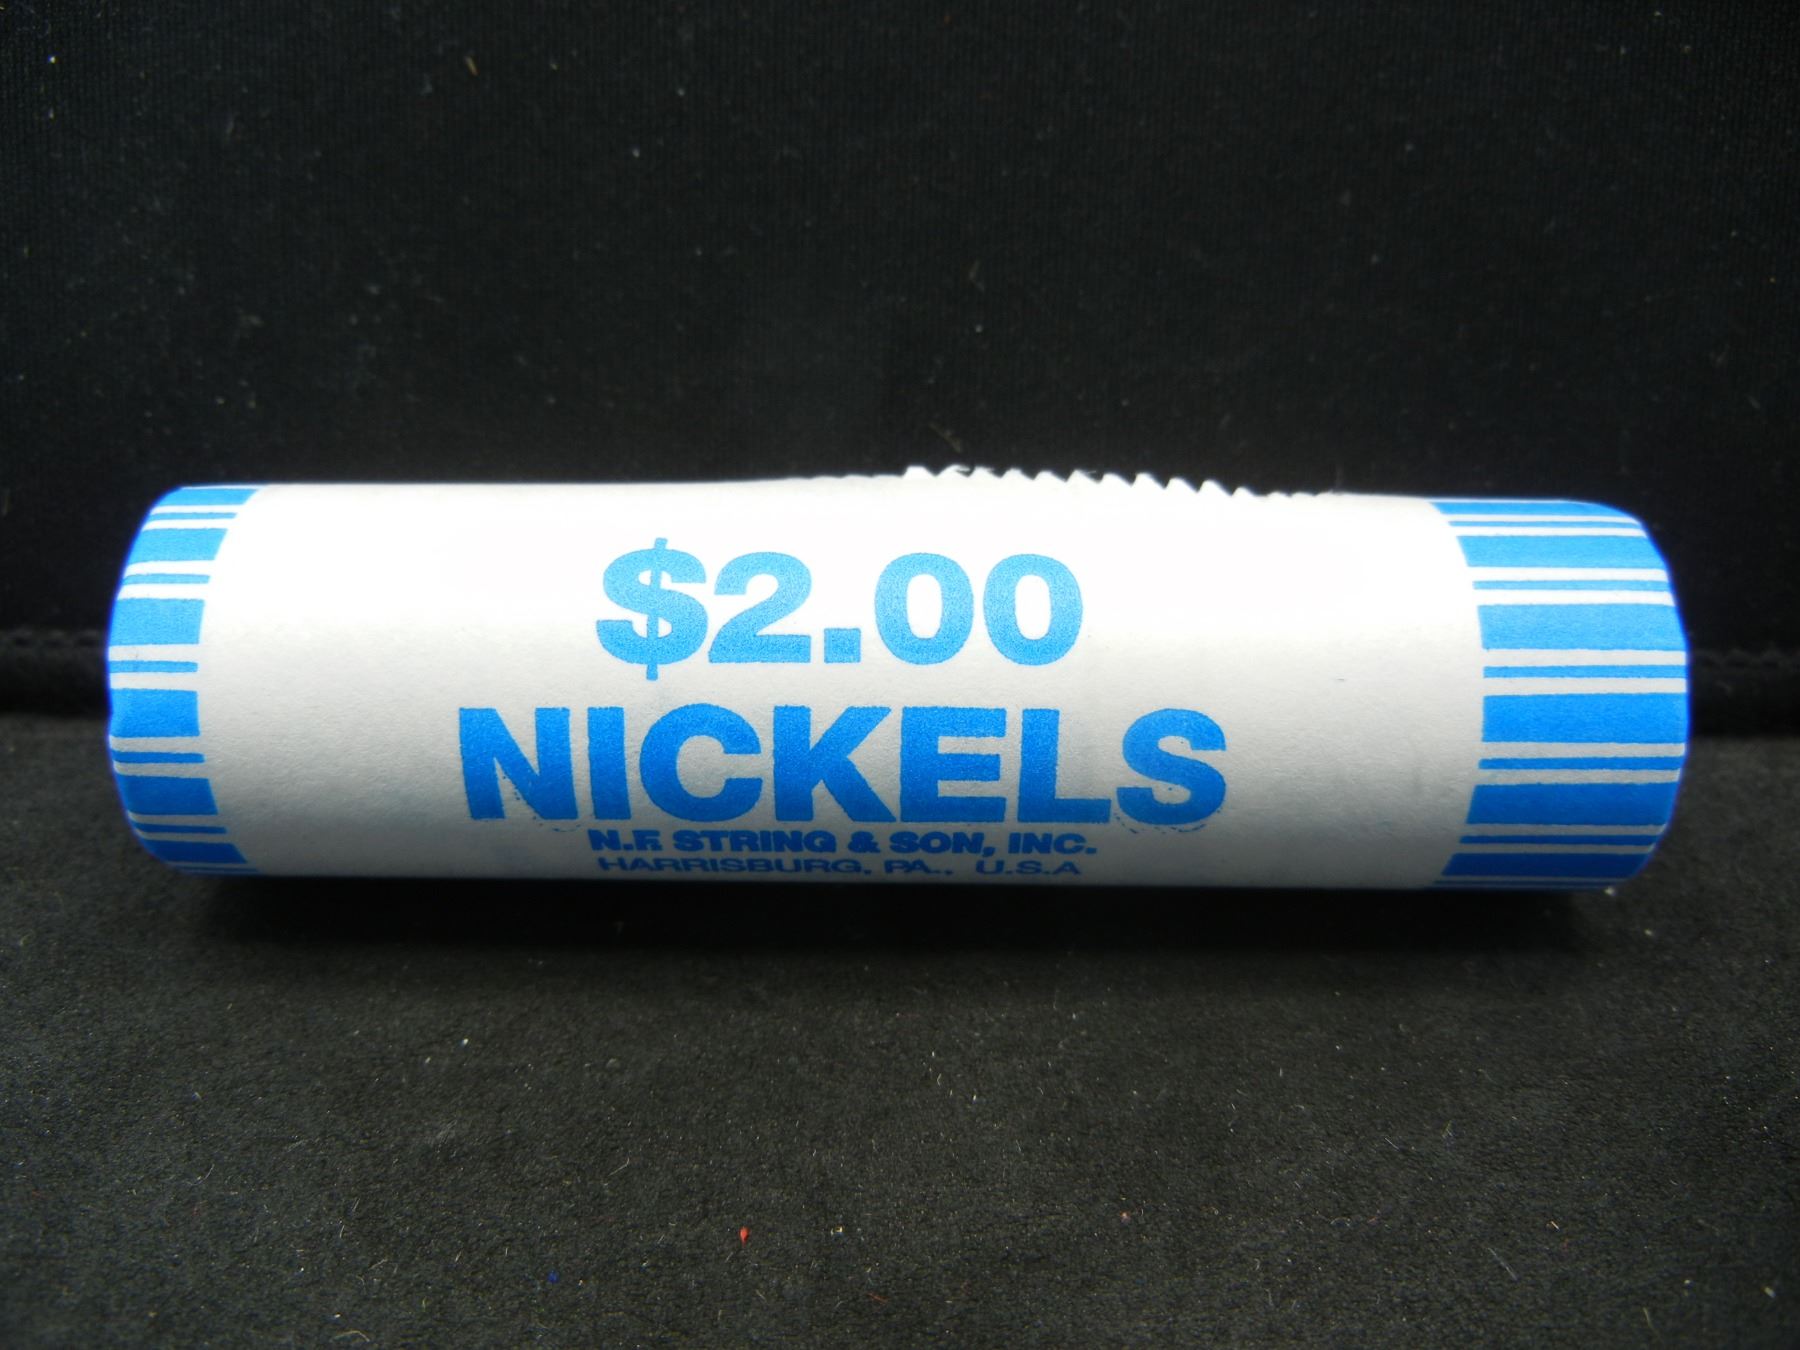 $2.00
NICKELS
N.F. STRING & SON, INC.
HARRISBURG, PA., U.S.A